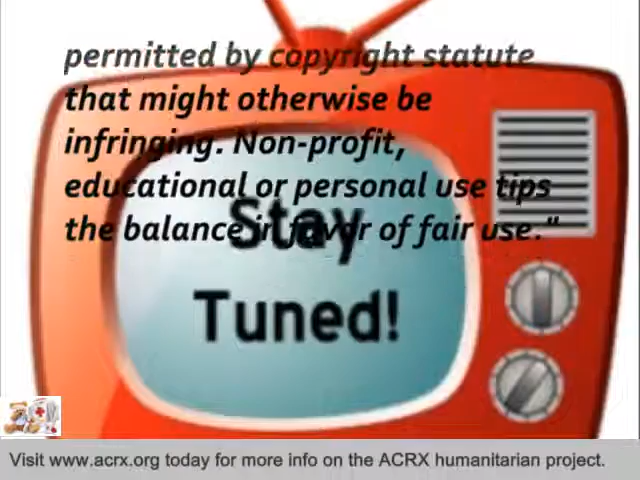 permitted by copyright statute
that might otherwise be
infringing. Non-profit,
educational or personal use tips
the balance in favor of fair use."
Stay
Tuned!
Visit www.acrx.org today for more info on the ACRX humanitarian project.